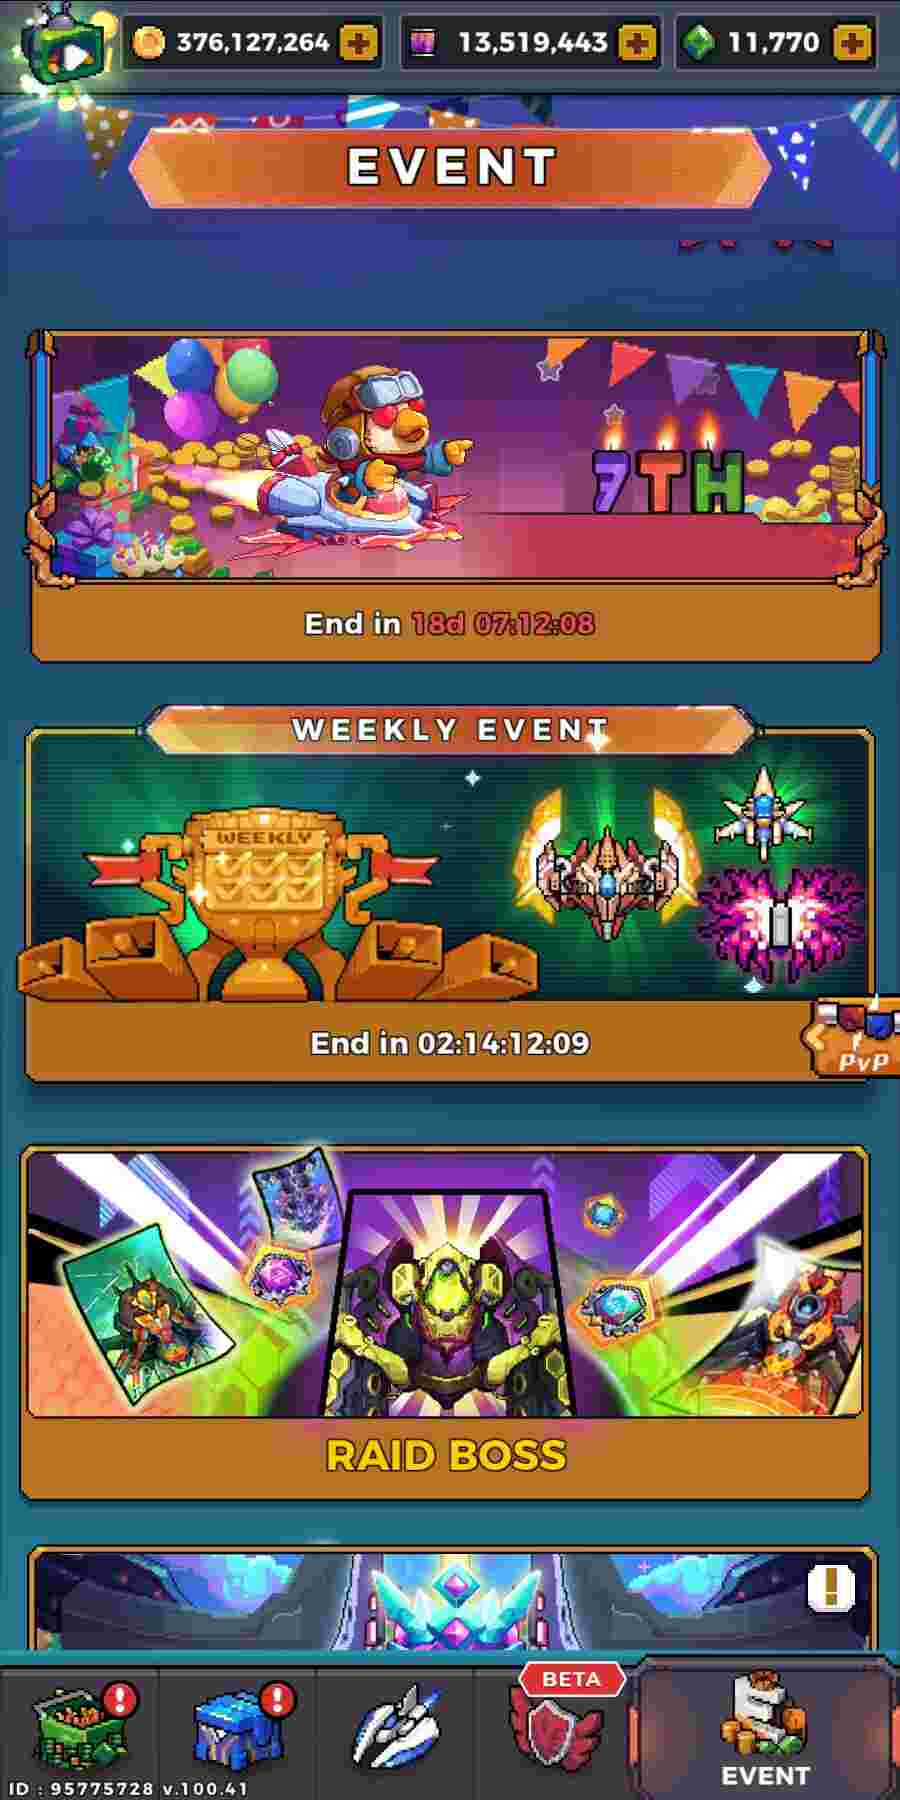 376,127,264
13,519,443
11,770
EVENT
7TH
End in 18d 07:12:08
WEEKLY EVENT
WEEKLY
End in 02:14:12:09
PvP
RAID BOSS
BETA
EVENT
ID : 95775728 v.100.41